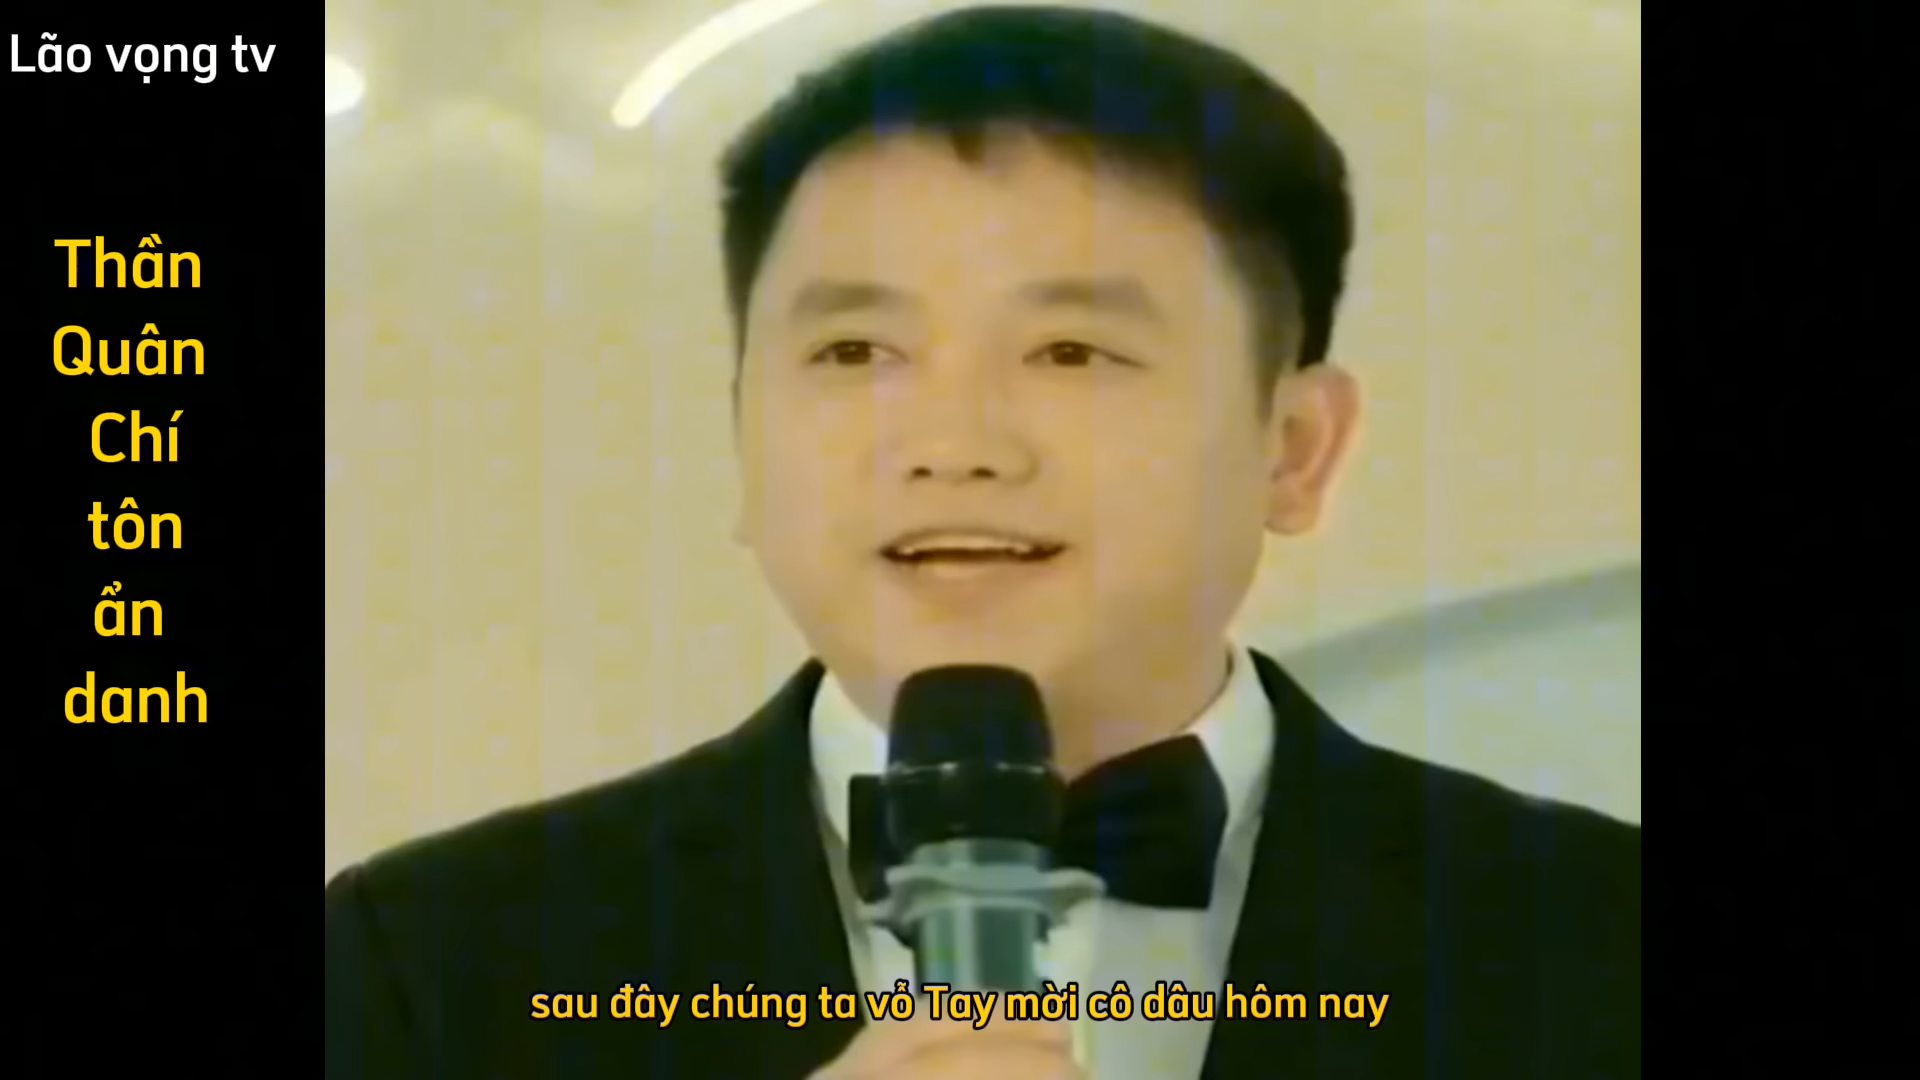 Lão vọng tv
Thần
Quân
Chí
tôn
ẩn
danh
sau đây chúng ta vỗ Tay mời cô dâu hôm nay